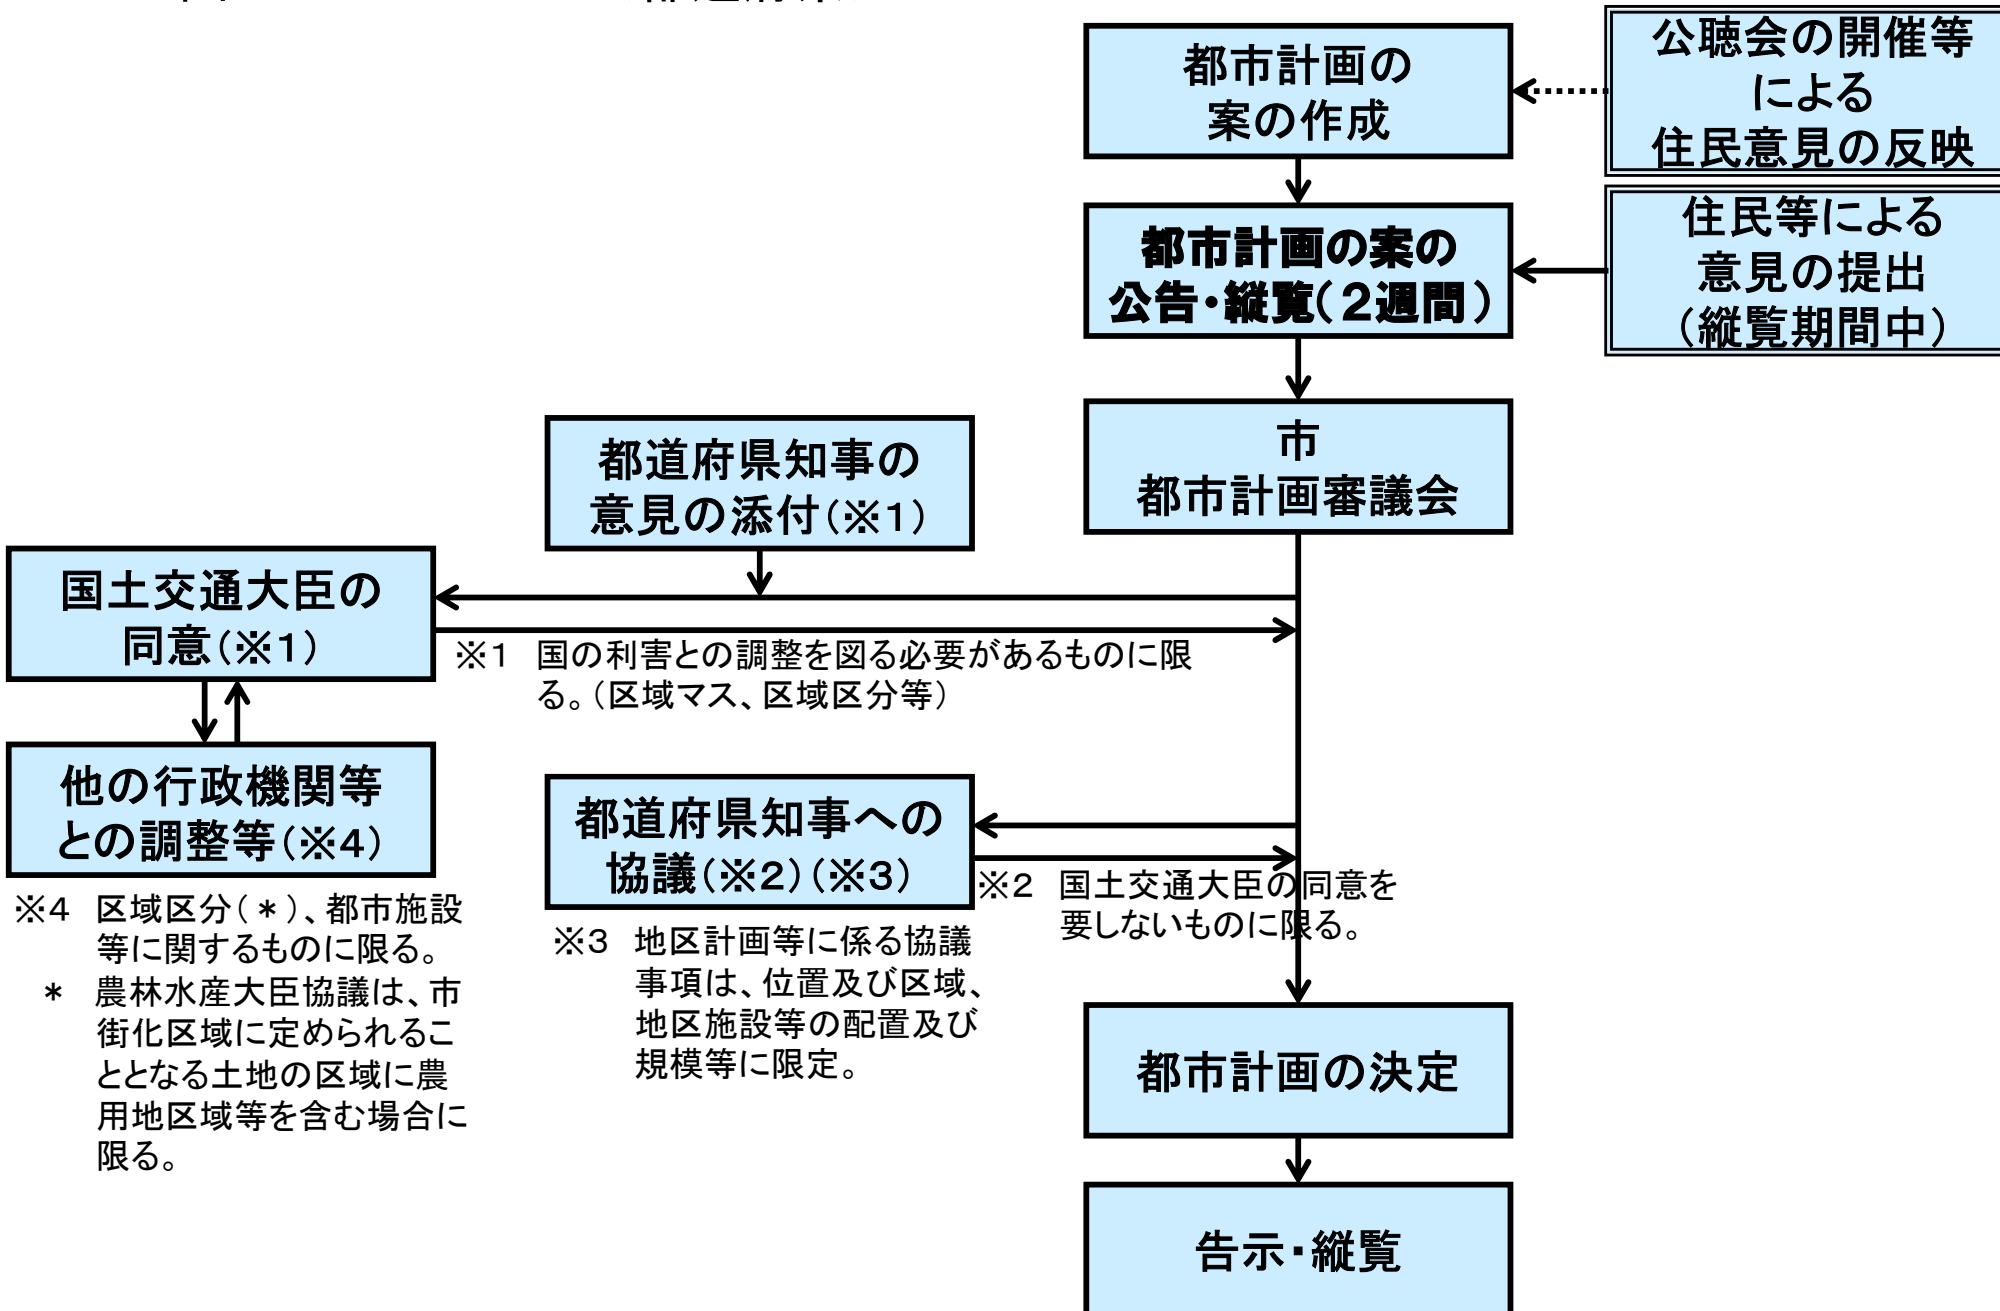 都市計画の
案の作成
公聴会の開催等
による
住民意見の反映
都市計画の案の
公告・縦覧(2週間)
住民等による
意見の提出
(縦覧期間中)
市
都市計画審議会
都道府県知事の
意見の添付(※1)
国土交通大臣の
同意(※1)
※1 国の利害との調整を図る必要があるものに限
る。(区域マス、区域区分等)
他の行政機関等
との調整等(※4)
都道府県知事への
協議(※2)(※3)
※2 国土交通大臣の同意を
要しないものに限る。
※4 区域区分(*)、都市施設
等に関するものに限る。
* 農林水産大臣協議は、市
街化区域に定められるこ
ととなる土地の区域に農
用地区域等を含む場合に
限る。
※3 地区計画等に係る協議
事項は、位置及び区域、
地区施設等の配置及び
規模等に限定。
都市計画の決定
告示・縦覧